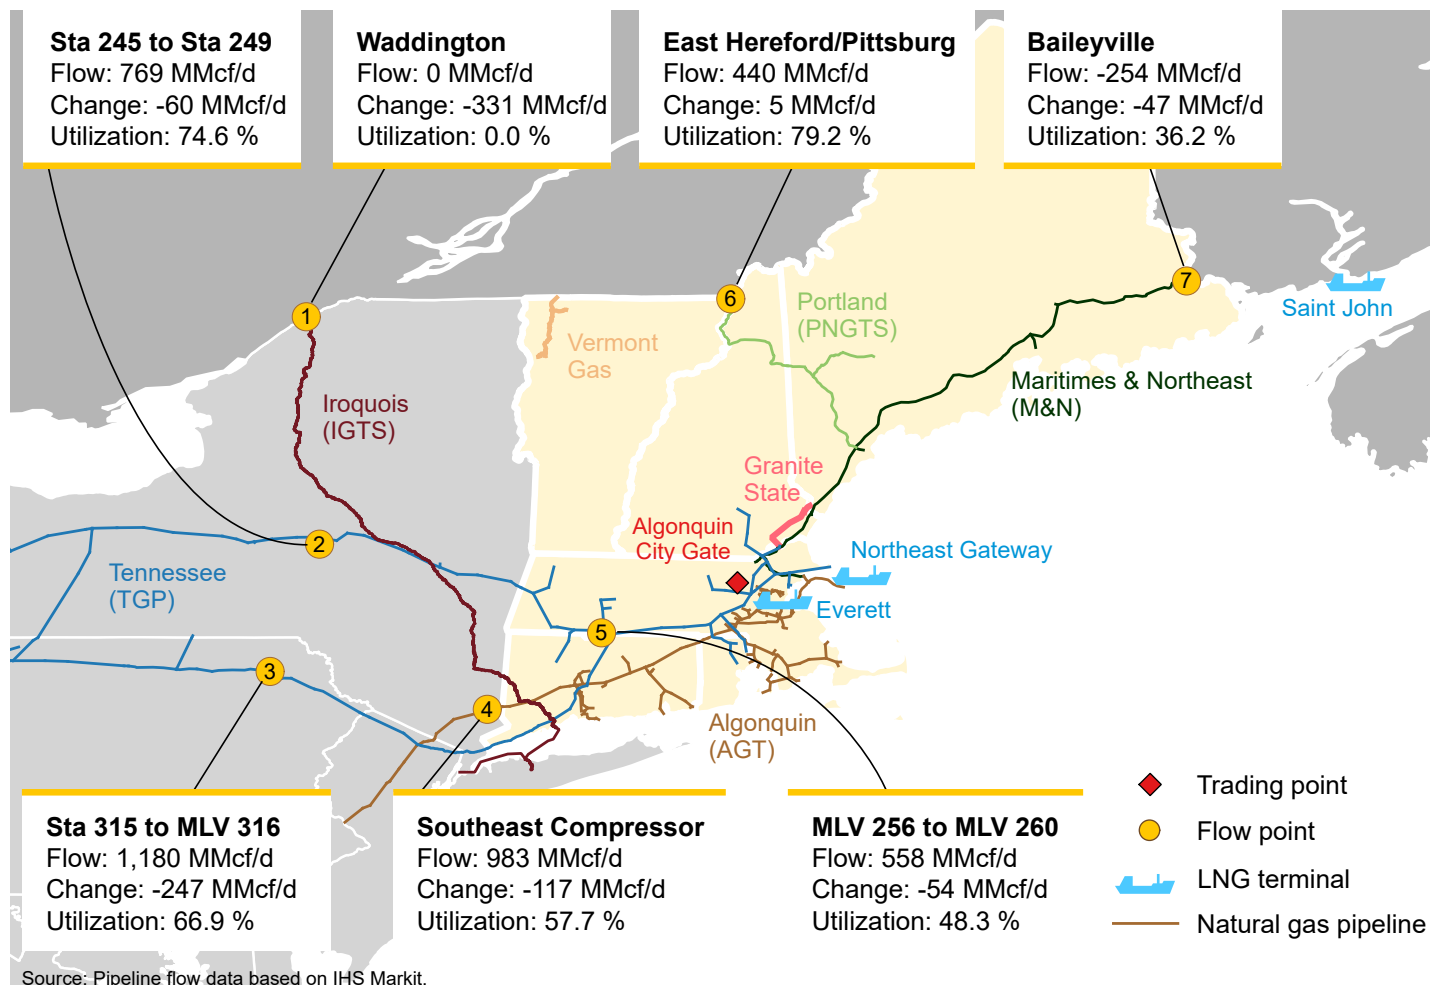 Sta 245 to Sta 249
Flow: 769 MMcf/d
Change: -60 MMcf/d
Utilization: 74.6 %
Waddington
Flow: 0 MMcf/d
Change: -331 MMcf/d
Utilization: 0.0 %
East Hereford/Pittsburg
Flow: 440 MMcf/d
Change: 5 MMcf/d
Utilization: 79.2 %
Baileyville
Flow: -254 MMcf/d
Change: -47 MMcf/d
Utilization: 36.2 %
1
6
7
Saint John
Portland
(PNGTS)
Vermont
Gas
Maritimes & Northeast
(M&N)
Iroquois
(IGTS)
Granite
State
Algonquin
City Gate
2
Northeast Gateway
Tennessee
(TGP)
Everett
5
3
4
Algonquin
(AGT)
Sta 315 to MLV 316
Flow: 1,180 MMcf/d
Change: -247 MMcf/d
Utilization: 66.9 %
Southeast Compressor
Flow: 983 MMcf/d
Change: -117 MMcf/d
Utilization: 57.7 %
MLV 256 to MLV 260
Flow: 558 MMcf/d
Change: -54 MMcf/d
Utilization: 48.3 %
Trading point
Flow point
LNG terminal
Natural gas pipeline
Source: Pipeline flow data based on IHS Markit.